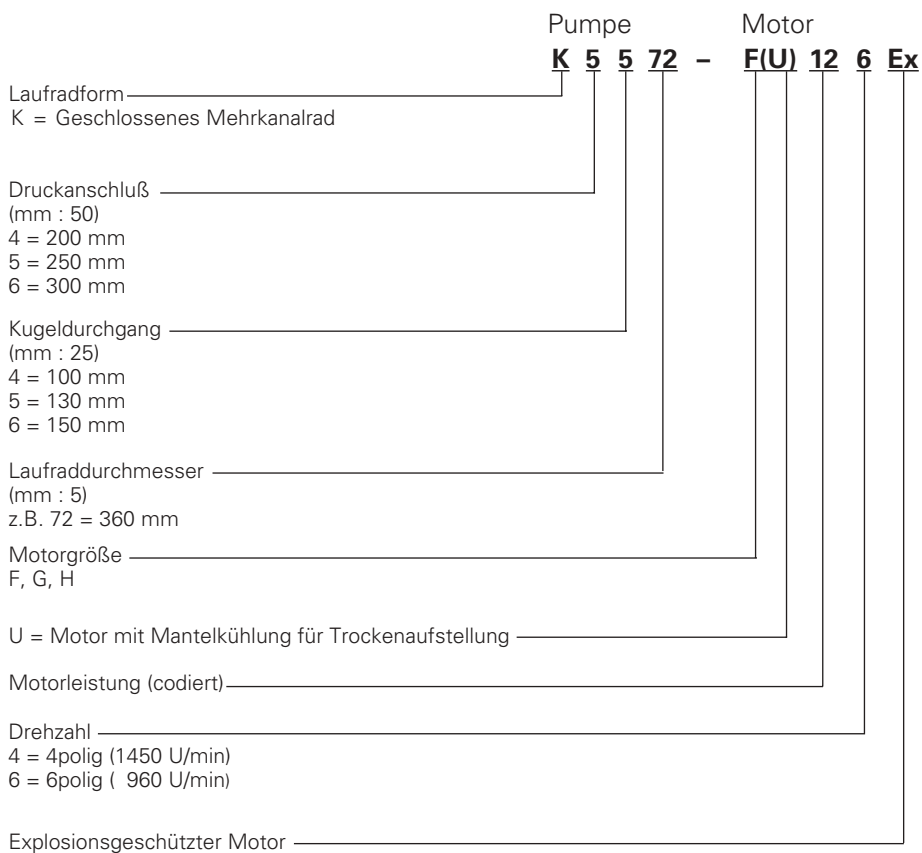 Pumpe Motor
K 5 5 72 – F(U) 12 6 Ex
Laufradform
K = Geschlossenes Mehrkanalrad
Druckanschluß
(mm : 50)
4 = 200 mm
5 = 250 mm
6 = 300 mm
Kugeldurchgang
(mm : 25)
4 = 100 mm
5 = 130 mm
6 = 150 mm
Laufraddurchmesser
(mm : 5)
z.B. 72 = 360 mm
Motorgröße
F, G, H
U = Motor mit Mantelkühlung für Trockenaufstellung
Motorleistung (codiert)
Drehzahl
4 = 4polig (1450 U/min)
6 = 6polig ( 960 U/min)
Explosionsgeschützter Motor